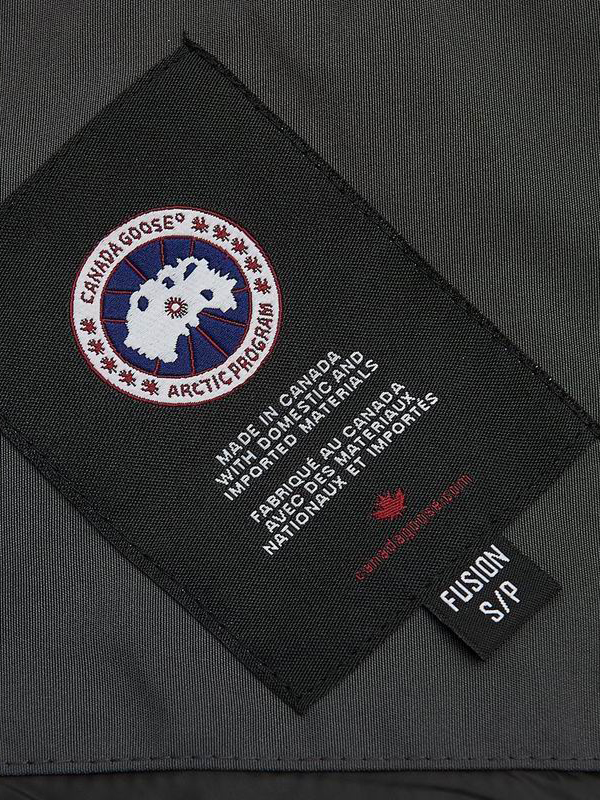 CANADA GOOSE®
ARCTIC PROGRAM
MADE IN CANADA
WITH DOMESTIC AND
IMPORTED MATERIALS
FABRIQUÉ AU CANADA
AVEC DES MATÉRIAUX
NATIONAUX ET IMPORTÉS
canadagoose.com
FUSION
S/P